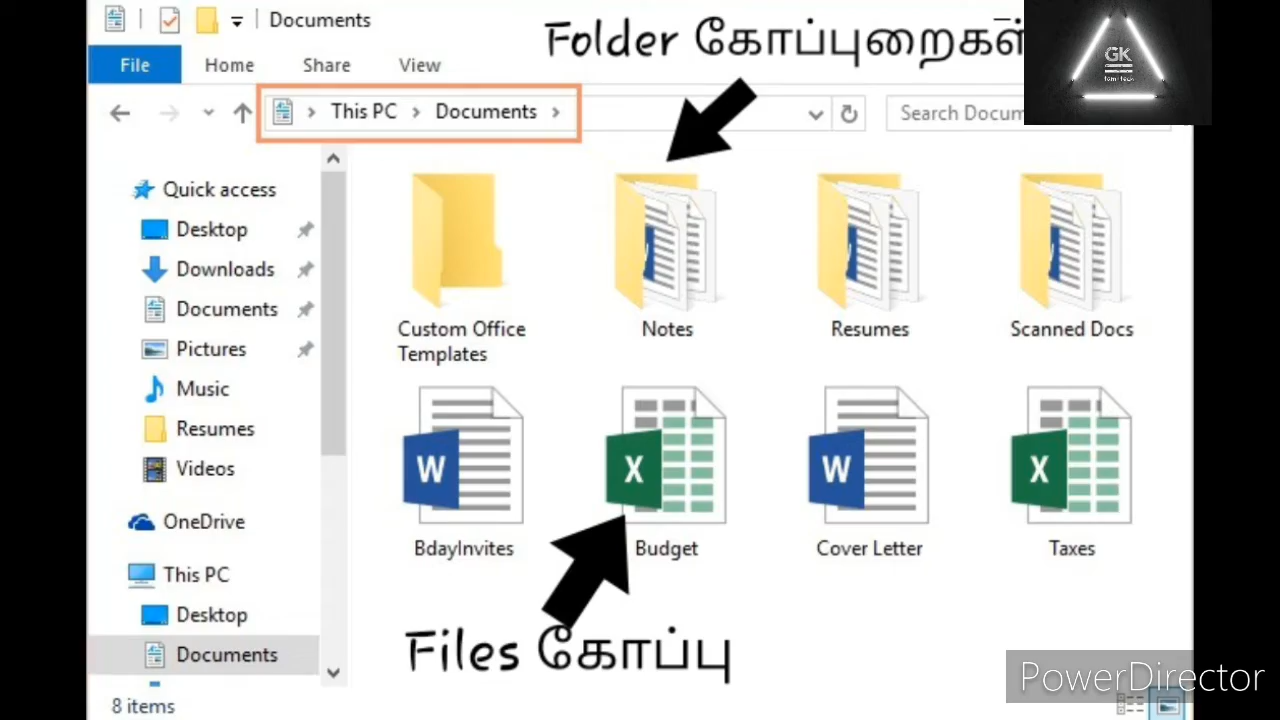 Documents
Folder கோப்புறைகள்
File Home Share View
GK
This PC Documents
Search Docum
Quick access
Desktop
Downloads
Documents
Pictures
Music
Resumes
Videos
OneDrive
This PC
Desktop
Documents
8 items
Custom Office
Templates
Notes
Resumes
Scanned Docs
W
X
W
X
BdayInvites
Budget
Cover Letter
Taxes
Files கோப்பு
PowerDirector